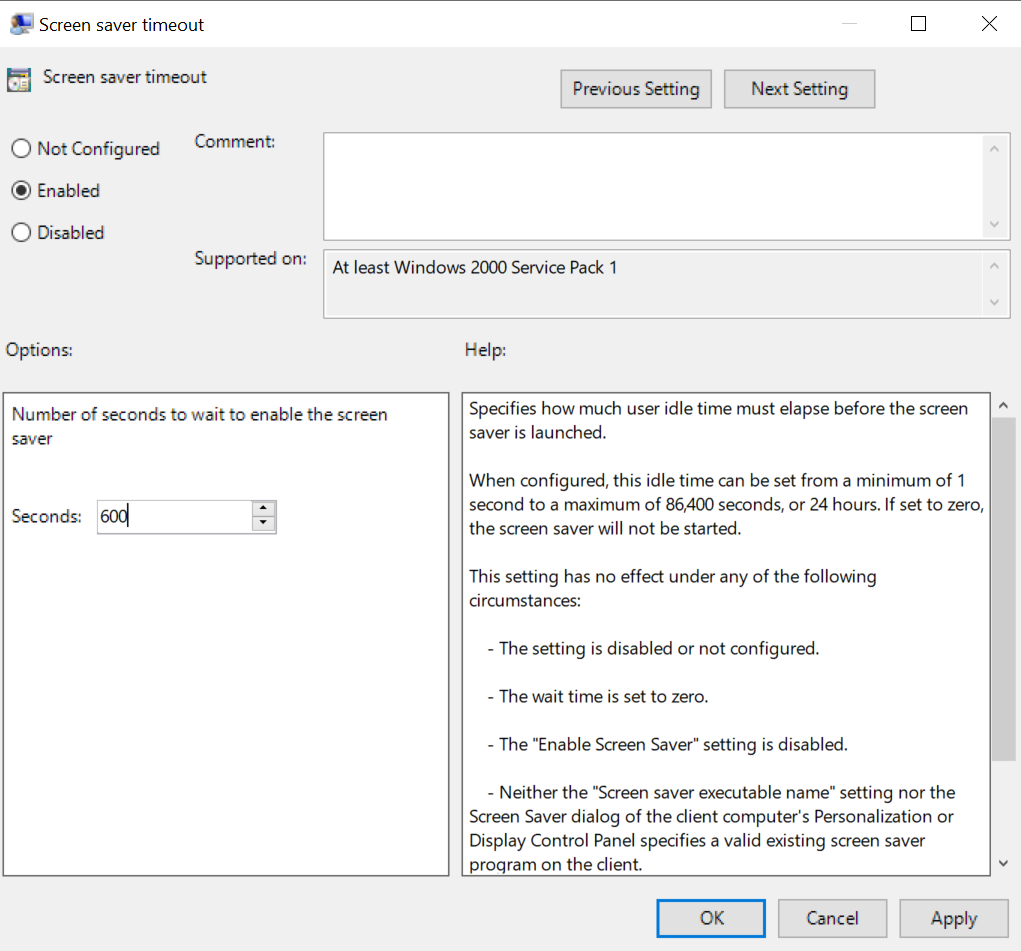 Screen saver timeout
Screen saver timeout
Previous Setting
Next Setting
Not Configured
Enabled
Disabled
Comment:
Supported on:
At least Windows 2000 Service Pack 1
Options:
Help:
Number of seconds to wait to enable the screen
saver
Seconds: 600
Specifies how much user idle time must elapse before the screen
saver is launched.
When configured, this idle time can be set from a minimum of 1
second to a maximum of 86,400 seconds, or 24 hours. If set to zero,
the screen saver will not be started.
This setting has no effect under any of the following
circumstances:
- The setting is disabled or not configured.
- The wait time is set to zero.
- The "Enable Screen Saver" setting is disabled.
- Neither the "Screen saver executable name" setting nor the
Screen Saver dialog of the client computer's Personalization or
Display Control Panel specifies a valid existing screen saver
program on the client.
OK
Cancel
Apply